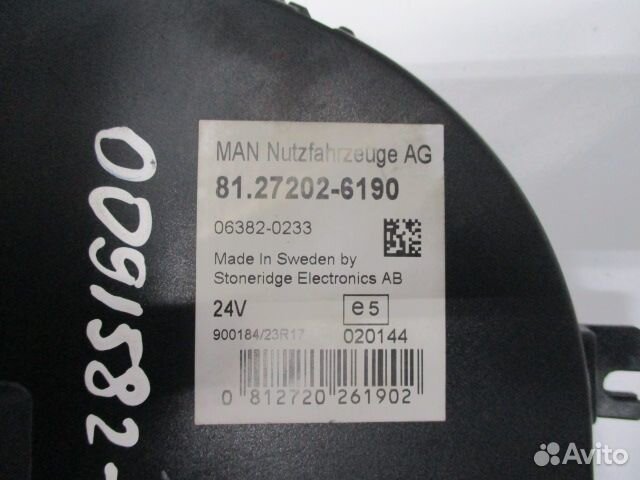 MAN Nutzfahrzeuge AG
81.27202-6190
06382-0233
Made In Sweden by
Stoneridge Electronics AB
24V
e5
900184/23R17
020144
0 812720 261902
0091582-
Avito